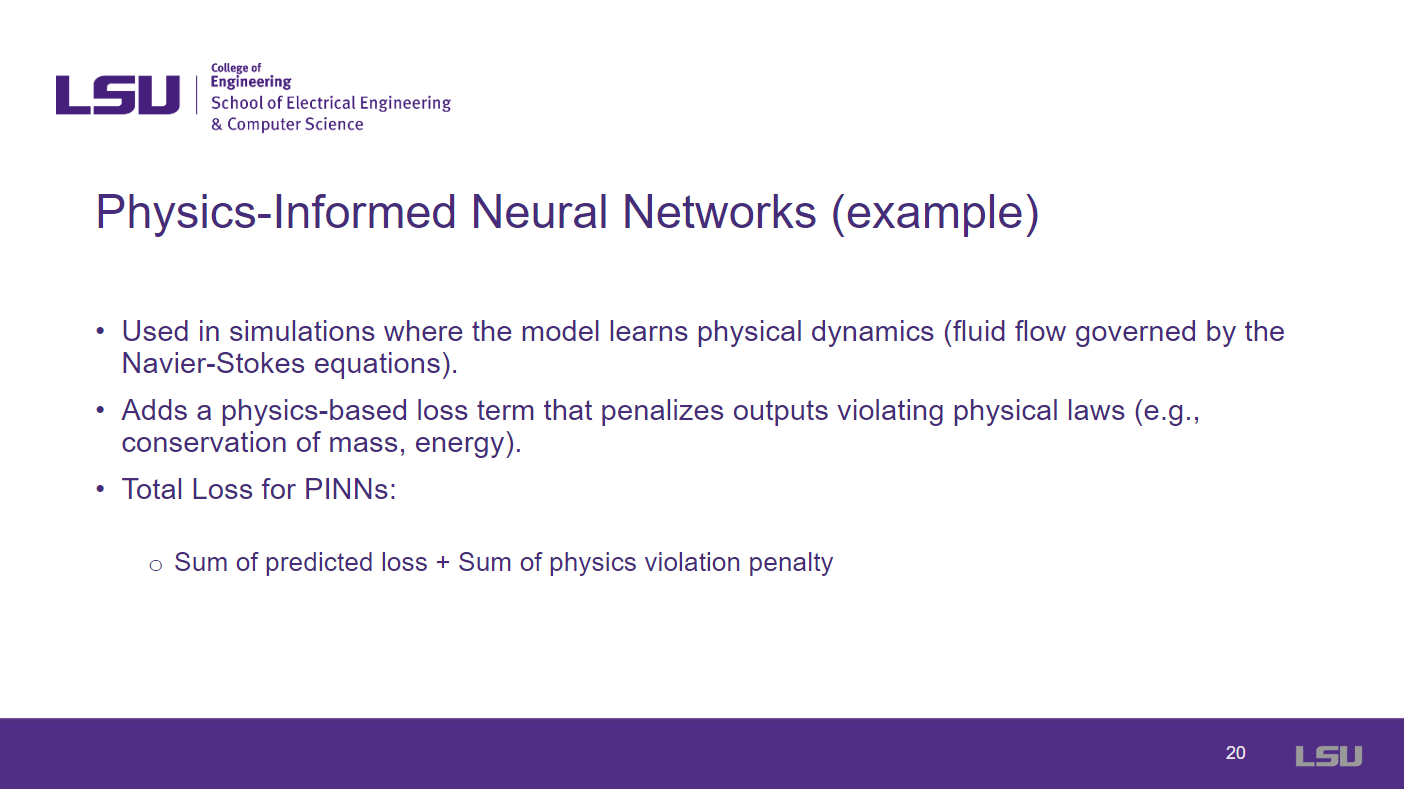 LSU
College of
Engineering
School of Electrical Engineering
& Computer Science
Physics-Informed Neural Networks (example)
• Used in simulations where the model learns physical dynamics (fluid flow governed by the
Navier-Stokes equations).
• Adds a physics-based loss term that penalizes outputs violating physical laws (e.g.,
conservation of mass, energy).
• Total Loss for PINNs:
o Sum of predicted loss + Sum of physics violation penalty
20
LSU